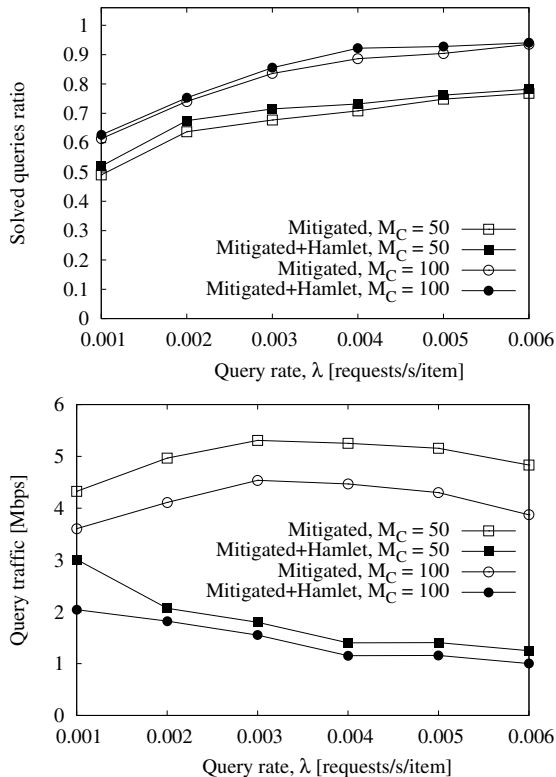 1
0.9
0.8
0.7
0.6
0.5
0.4
0.3
0.2
0.1
0
Solved queries ratio
Mitigated, M_C = 50
Mitigated+Hamlet, M_C = 50
Mitigated, M_C = 100
Mitigated+Hamlet, M_C = 100
0.001 0.002 0.003 0.004 0.005 0.006
Query rate, λ [requests/s/item]
6
5
4
3
2
1
0
Query traffic [Mbps]
Mitigated, M_C = 50
Mitigated+Hamlet, M_C = 50
Mitigated, M_C = 100
Mitigated+Hamlet, M_C = 100
0.001 0.002 0.003 0.004 0.005 0.006
Query rate, λ [requests/s/item]